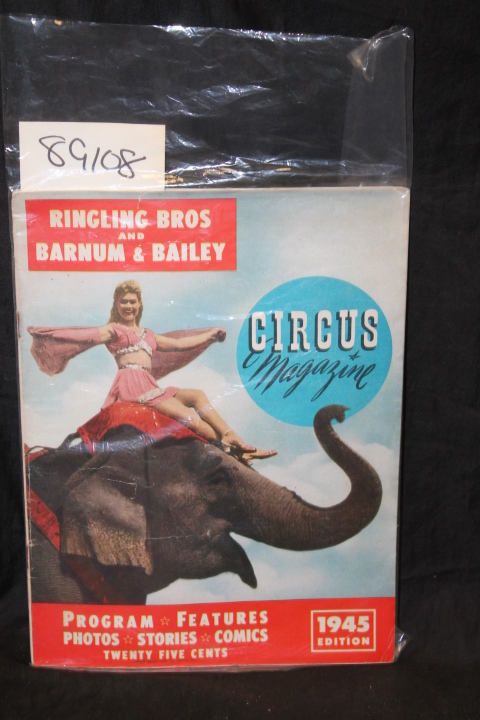 89108
RINGLING BROS
AND
BARNUM & BAILEY
CIRCUS
Magazine
PROGRAM ☆ FEATURES
PHOTOS ☆ STORIES ☆ COMICS
TWENTY FIVE CENTS
1945
EDITION